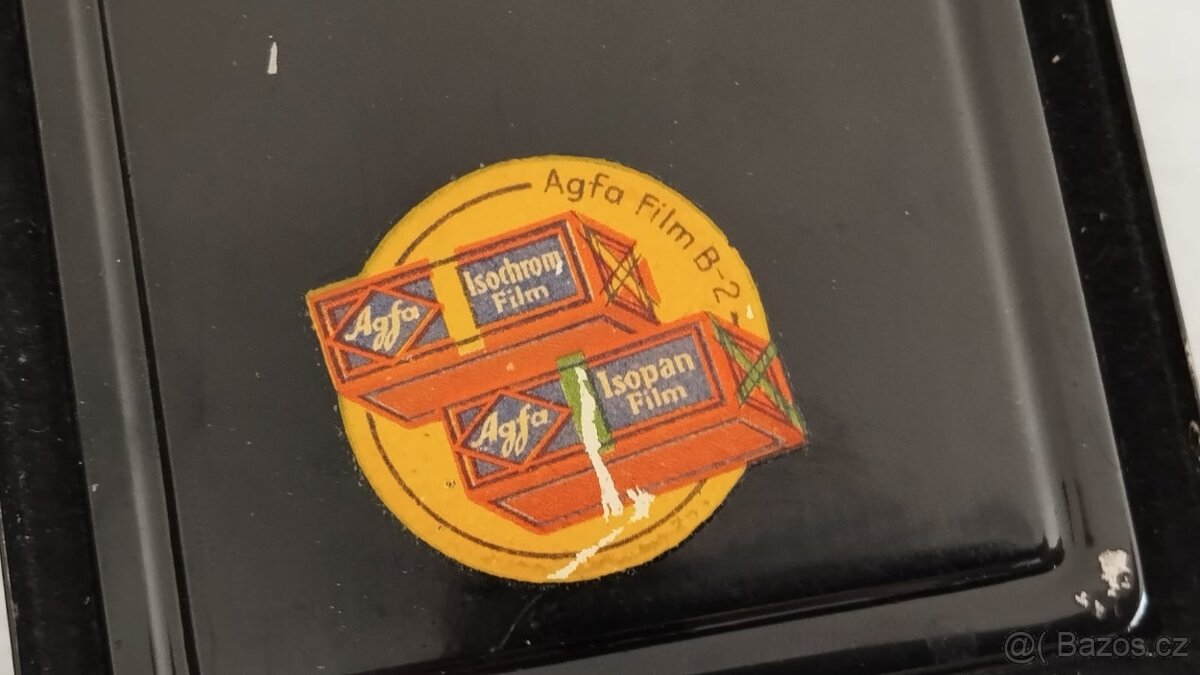 Agfa Film B-2
Agfa
Isochrom
Film
Agfa
Isopan
Film
@( Bazos.cz